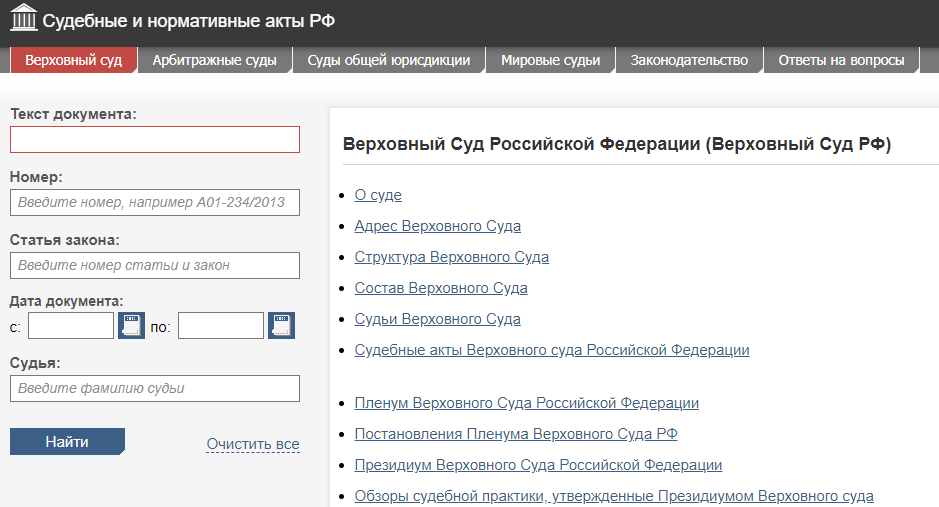 Судебные и нормативные акты РФ
Верховный суд Арбитражные суды Суды общей юрисдикции Мировые судьи Законодательство Ответы на вопросы
Текст документа:
Номер:
Введите номер, например А01-234/2013
Статья закона:
Введите номер статьи и закон
Дата документа:
с: по:
Судья:
Введите фамилию судьи
Найти Очистить все
Верховный Суд Российской Федерации (Верховный Суд РФ)
О суде
Адрес Верховного Суда
Структура Верховного Суда
Состав Верховного Суда
Судьи Верховного Суда
Судебные акты Верховного суда Российской Федерации
Пленум Верховного Суда Российской Федерации
Постановления Пленума Верховного Суда РФ
Президиум Верховного Суда Российской Федерации
Обзоры судебной практики, утвержденные Президиумом Верховного суда